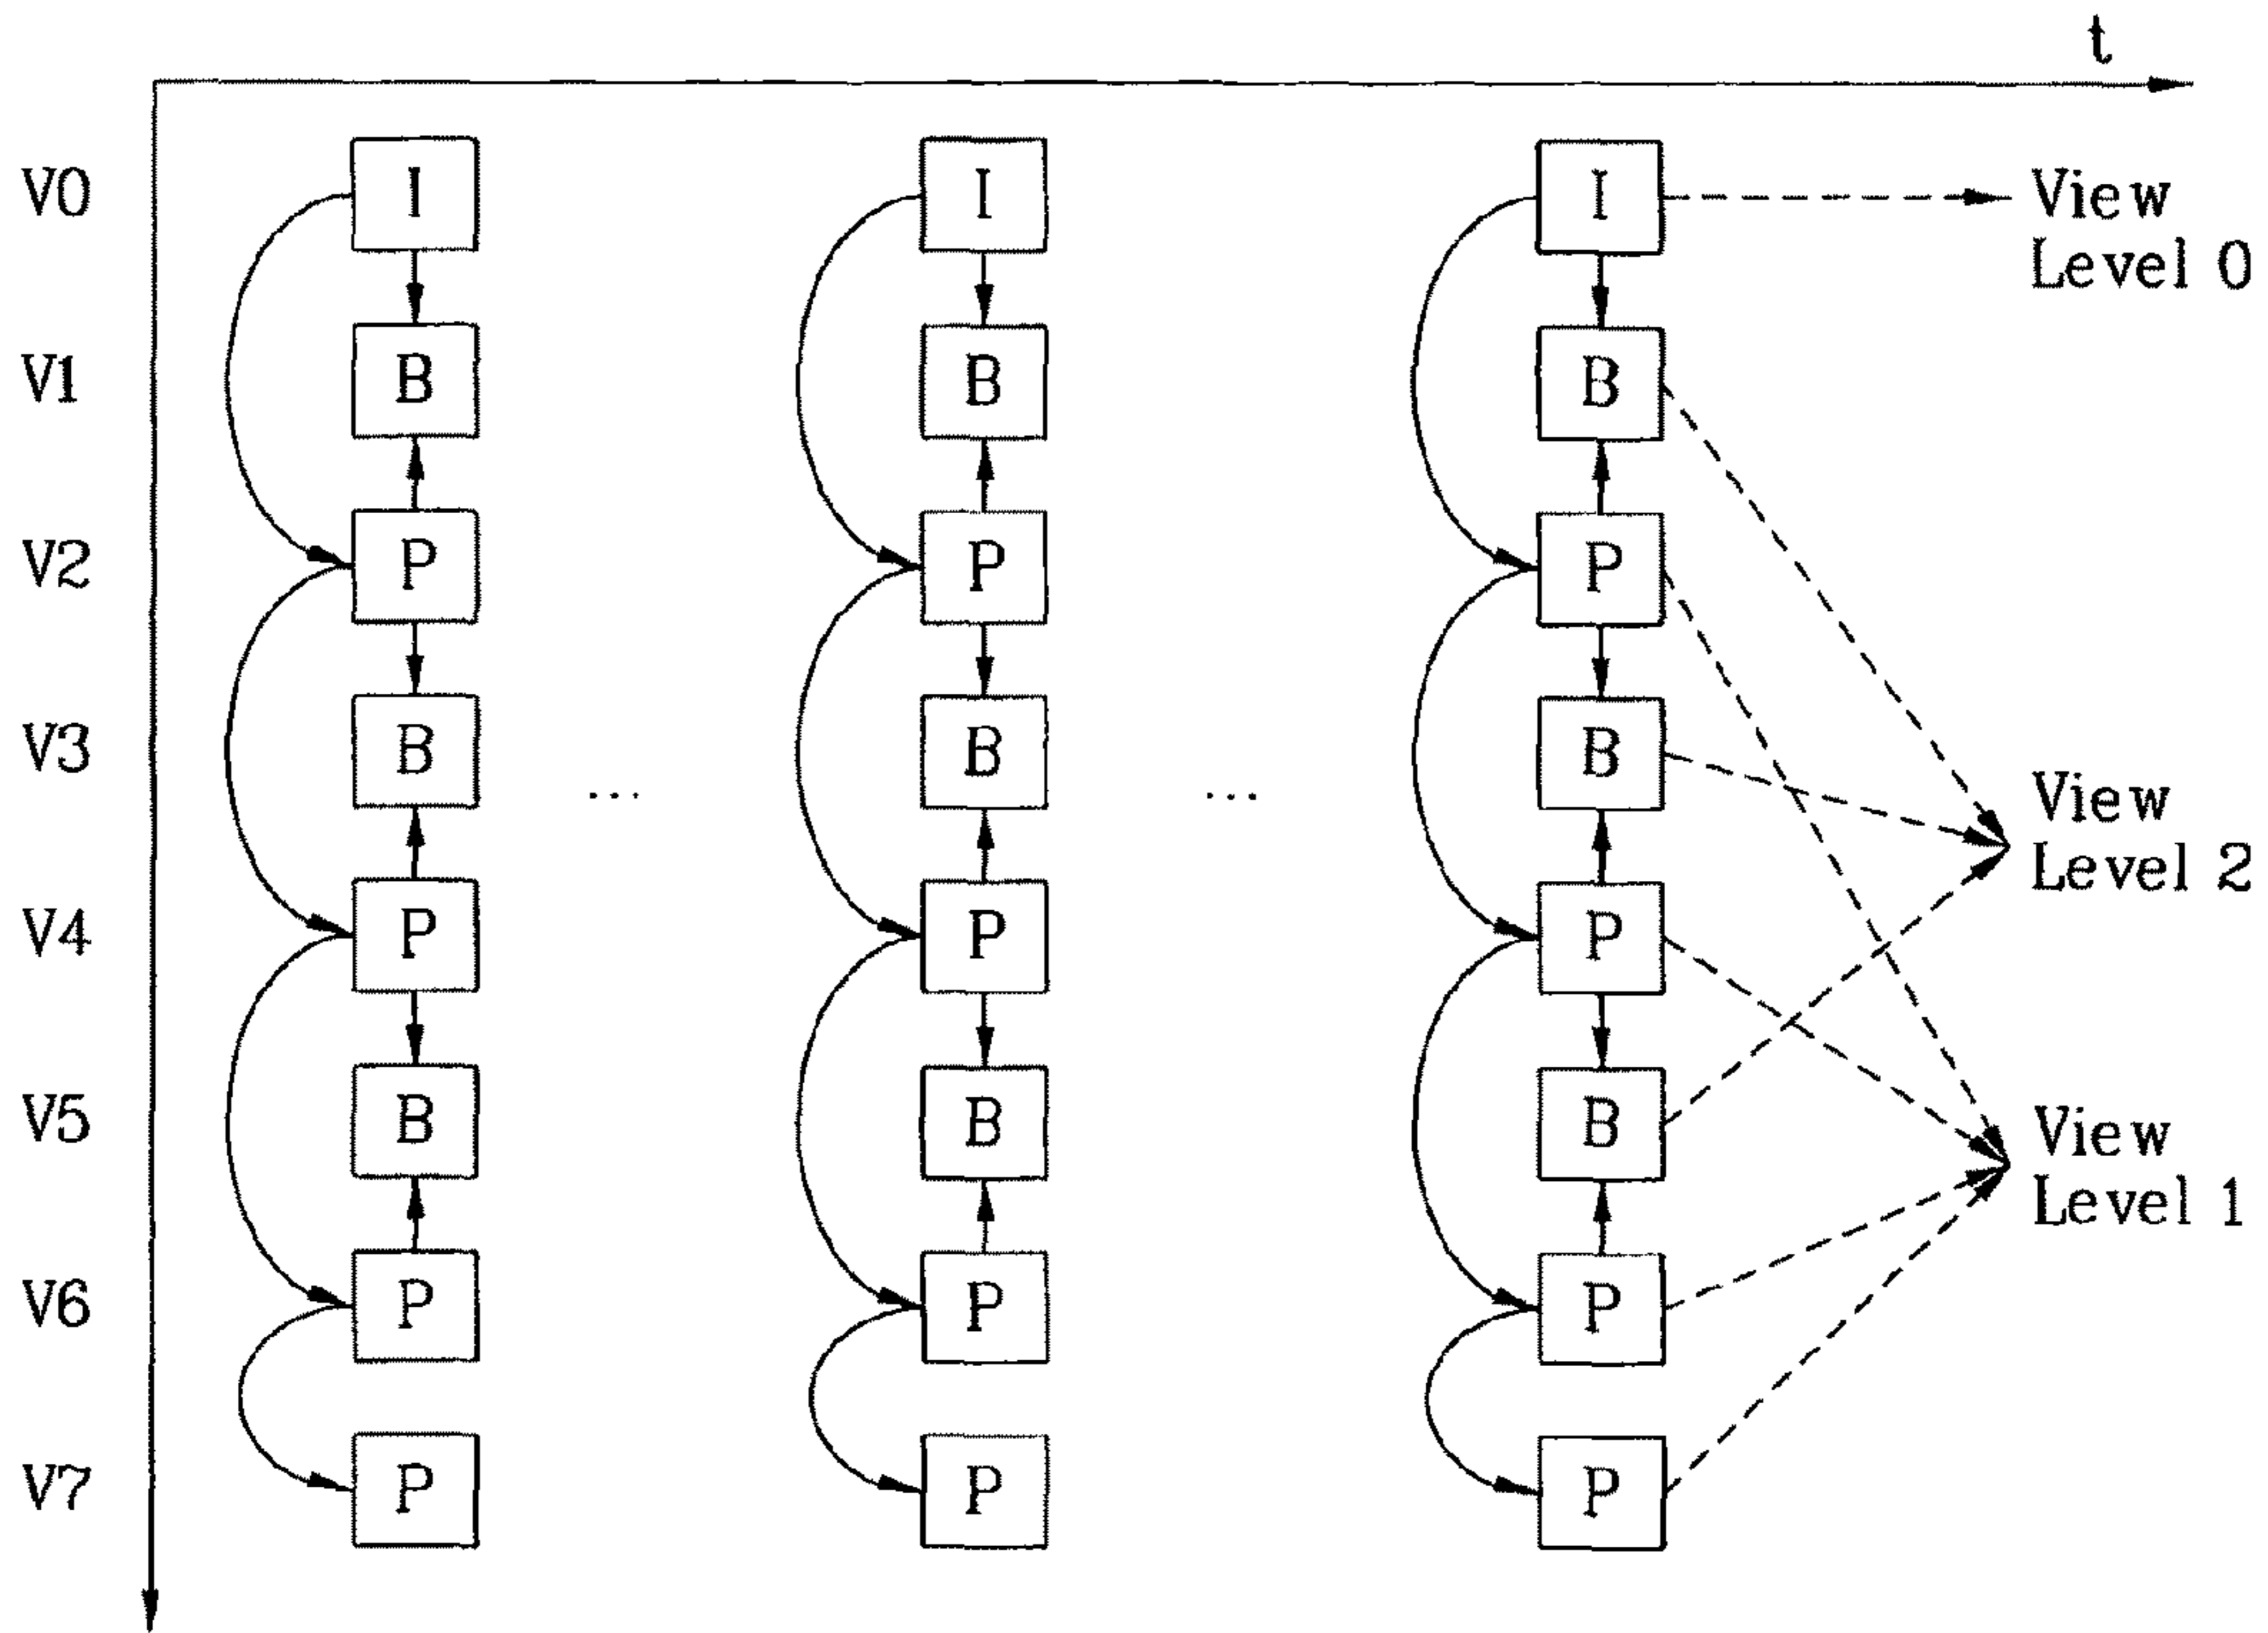 t
V0 I I I View
Level 0
V1 B B B
V2 P P P
V3 B B B View
... ...
Level 2
V4 P P P
V5 B B B View
Level 1
V6 P P P
V7 P P P